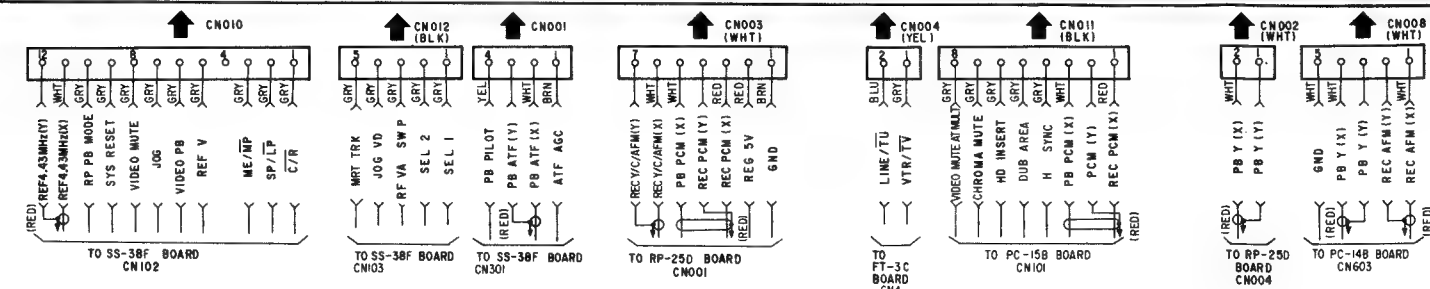 CN010
12 8 4 1
WHT GRY GRY GRY GRY GRY GRY GRY GRY GRY
REF4.43MHz(Y)
REF4.43MHz(X)
RP PB MODE
SYS RESET
VIDEO MUTE
JOG
VIDEO PB
REF V
ME/MP
SP/LP
C/R
(RED)
TO SS-38F BOARD
CN102
CN012
(BLK)
5 1
GRY GRY GRY GRY GRY
MRT TRK
JOG VD
RF VA SWP
SEL 2
SEL 1
TO SS-38F BOARD
CN103
CN001
4 1
YEL WHT BRN
PB PILOT
PB ATF(Y)
PB ATF(X)
ATF AGC
(RED)
TO SS-38F BOARD
CN301
CN003
(WHT)
7 1
WHT WHT RED RED BRN
REC Y/C/AFM(Y)
REC Y/C/AFM(X)
PB PCM (X)
REC PCM(Y)
REC PCM (X)
REG 5V
GND
(RED)
TO RP-25D BOARD
CN001
CN004
(YEL)
2 1
BLU GRY
LINE/TU
VTR/TV
TO
FT-3C
BOARD
CN011
(BLK)
8 1
GRY GRY GRY GRY GRY WHT RED
VIDEO MUTE AT MULT
CHROMA MUTE
HD INSERT
DUB AREA
H SYNC
PB PCM(X)
PCM (Y)
REC PCM(X)
(RED)
TO PC-15B BOARD
CN101
CN002
(WHT)
2 1
WHT
PB Y (X)
PB Y (Y)
(RED)
TO RP-25D
BOARD
CN004
CN008
(WHT)
5 1
GRY WHT WHT
GND
PB Y (X)
PB Y (Y)
REC AFM(Y)
REC AFM (X)
(RED)
(RED)
TO PC-14B BOARD
CN603